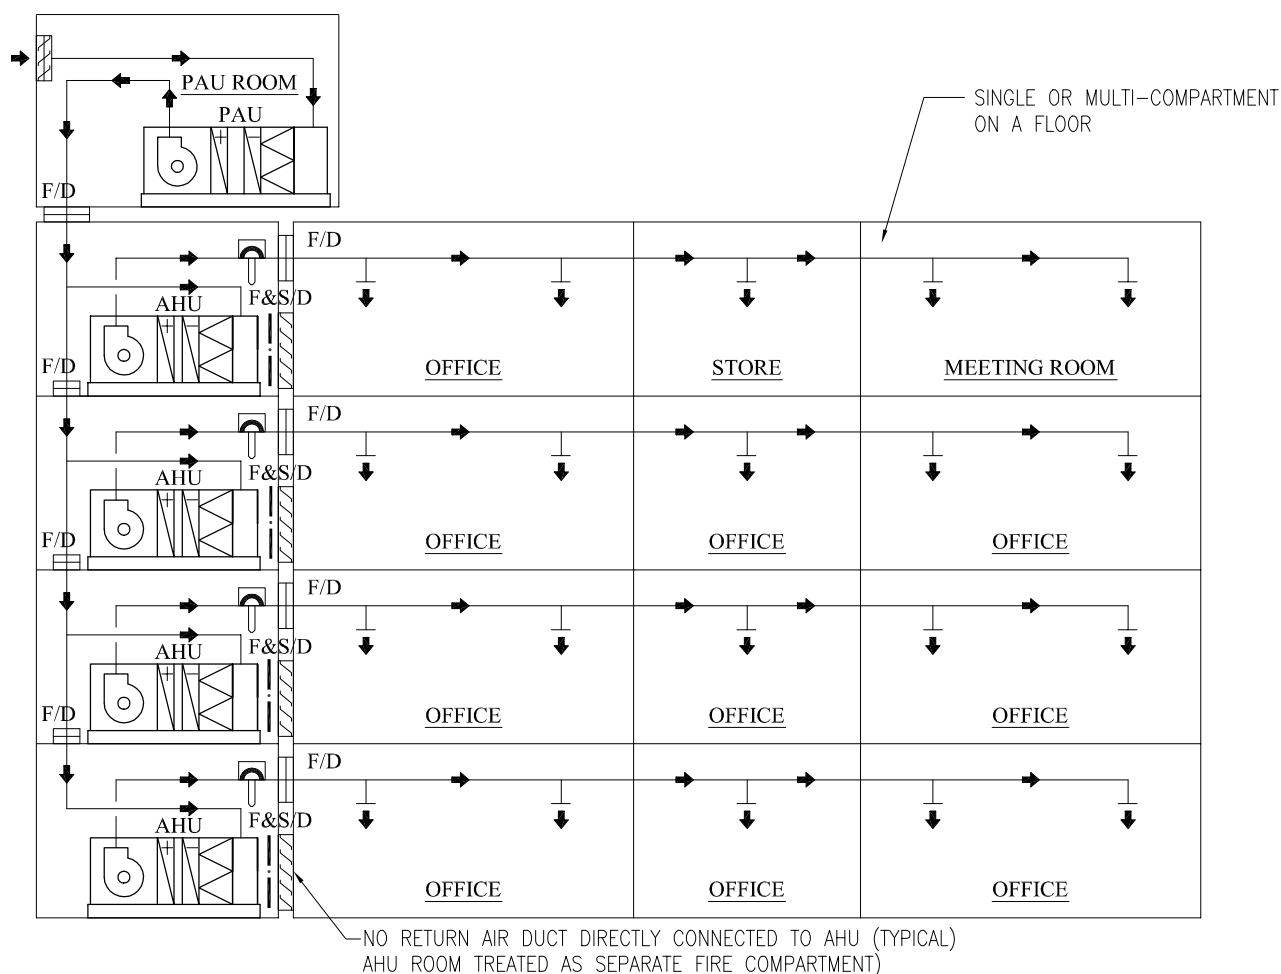 PAU ROOM
PAU
SINGLE OR MULTI-COMPARTMENT
ON A FLOOR
F/D
F/D
F&S/D
AHU
F/D
OFFICE
STORE
MEETING ROOM
F/D
F&S/D
AHU
F/D
OFFICE
OFFICE
OFFICE
F/D
F&S/D
AHU
F/D
OFFICE
OFFICE
OFFICE
F/D
F&S/D
AHU
OFFICE
OFFICE
OFFICE
NO RETURN AIR DUCT DIRECTLY CONNECTED TO AHU (TYPICAL)
AHU ROOM TREATED AS SEPARATE FIRE COMPARTMENT)